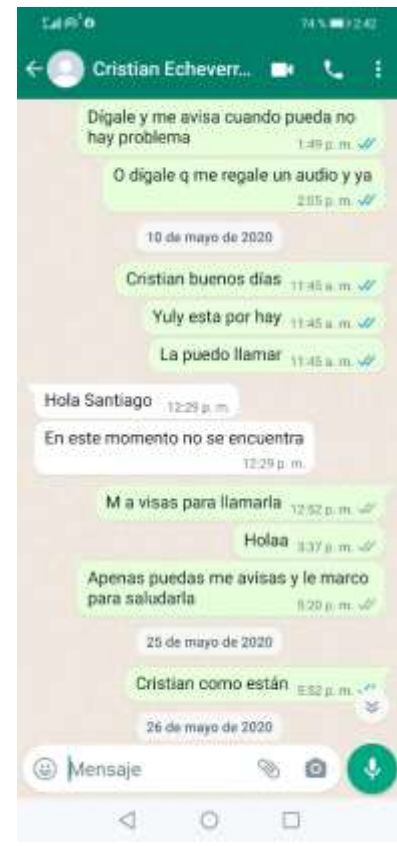 74 % 2:42
Cristian Echeverr...
Dígale y me avisa cuando pueda no
hay problema
1:49 p. m.
O dígale q me regale un audio y ya
2:05 p. m.
10 de mayo de 2020
Cristian buenos días 11:45 a. m.
Yuly esta por hay 11:45 a. m.
La puedo llamar 11:45 a. m.
Hola Santiago 12:29 p. m.
En este momento no se encuentra
12:29 p. m.
M a visas para llamarla 12:52 p. m.
Holaa 3:37 p. m.
Apenas puedas me avisas y le marco
para saludarla
5:20 p. m.
25 de mayo de 2020
Cristian como están 5:52 p. m.
26 de mayo de 2020
Mensaje